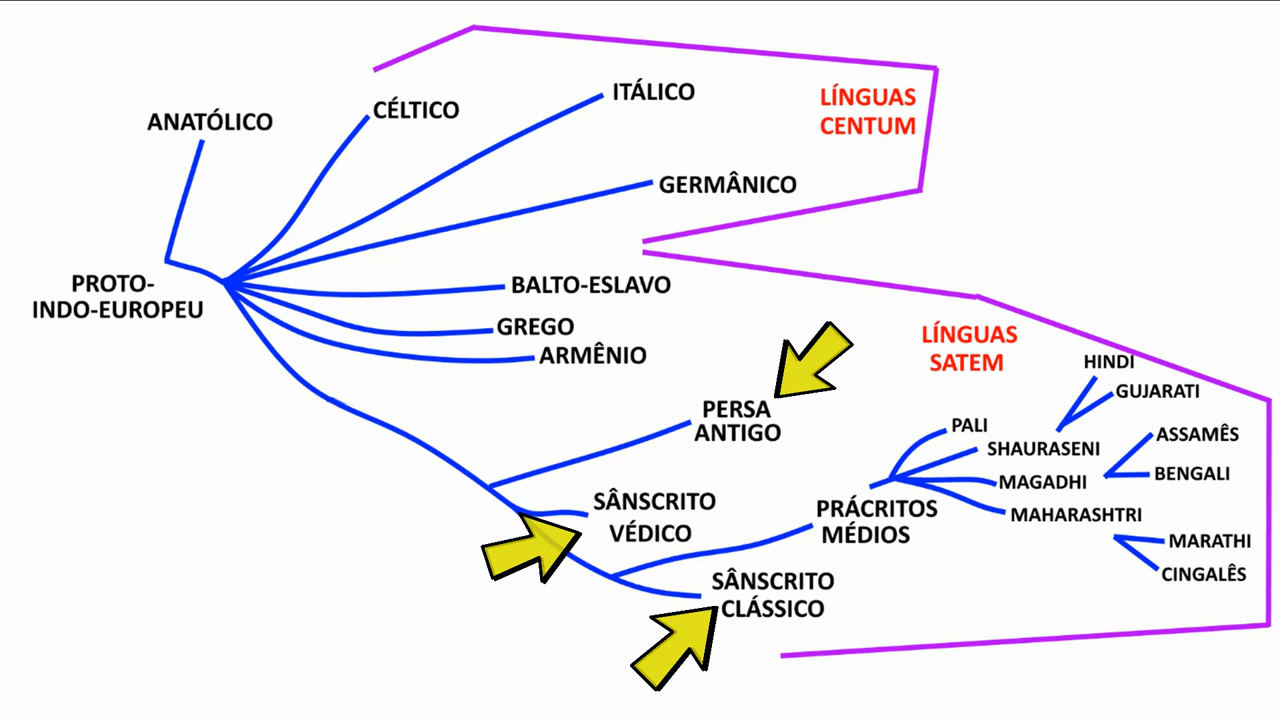 ANATÓLICO
CÉLTICO
ITÁLICO
LÍNGUAS
CENTUM
GERMÂNICO
PROTO-
INDO-EUROPEU
BALTO-ESLAVO
GREGO
ARMÊNIO
LÍNGUAS
SATEM
HINDI
GUJARATI
PERSA
ANTIGO
PALI
SHAURASENI
ASSAMÊS
MAGADHI
BENGALI
SÂNSCRITO
VÉDICO
PRÁCRITOS
MÉDIOS
MAHARASHTRI
MARATHI
CINGALÊS
SÂNSCRITO
CLÁSSICO